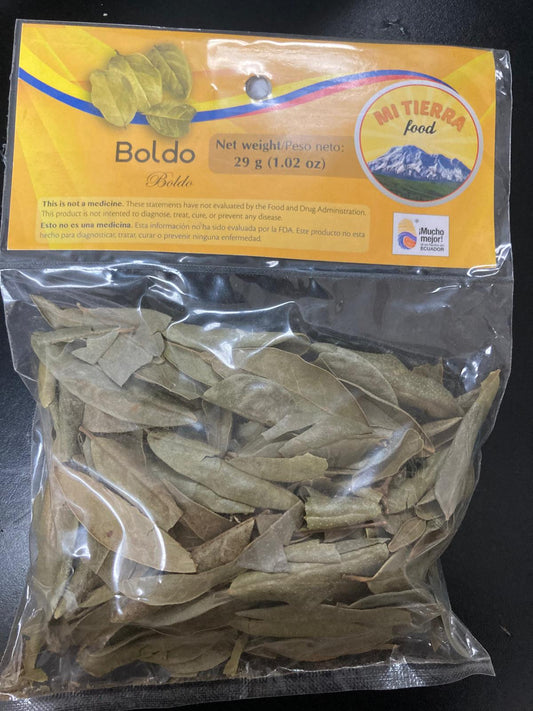 MI TIERRA
food
Boldo
Boldo
Net weight/Peso neto:
29 g (1.02 oz)
This is not a medicine. These statements have not been evaluated by the Food and Drug Administration.
This product is not intended to diagnose, treat, cure, or prevent any disease.
Esto no es una medicina. Esta información no ha sido evaluada por la FDA. Este producto no esta
hecho para diagnosticar, tratar, curar o prevenir ninguna enfermedad.
¡Mucho
mejor!
ECUADOR